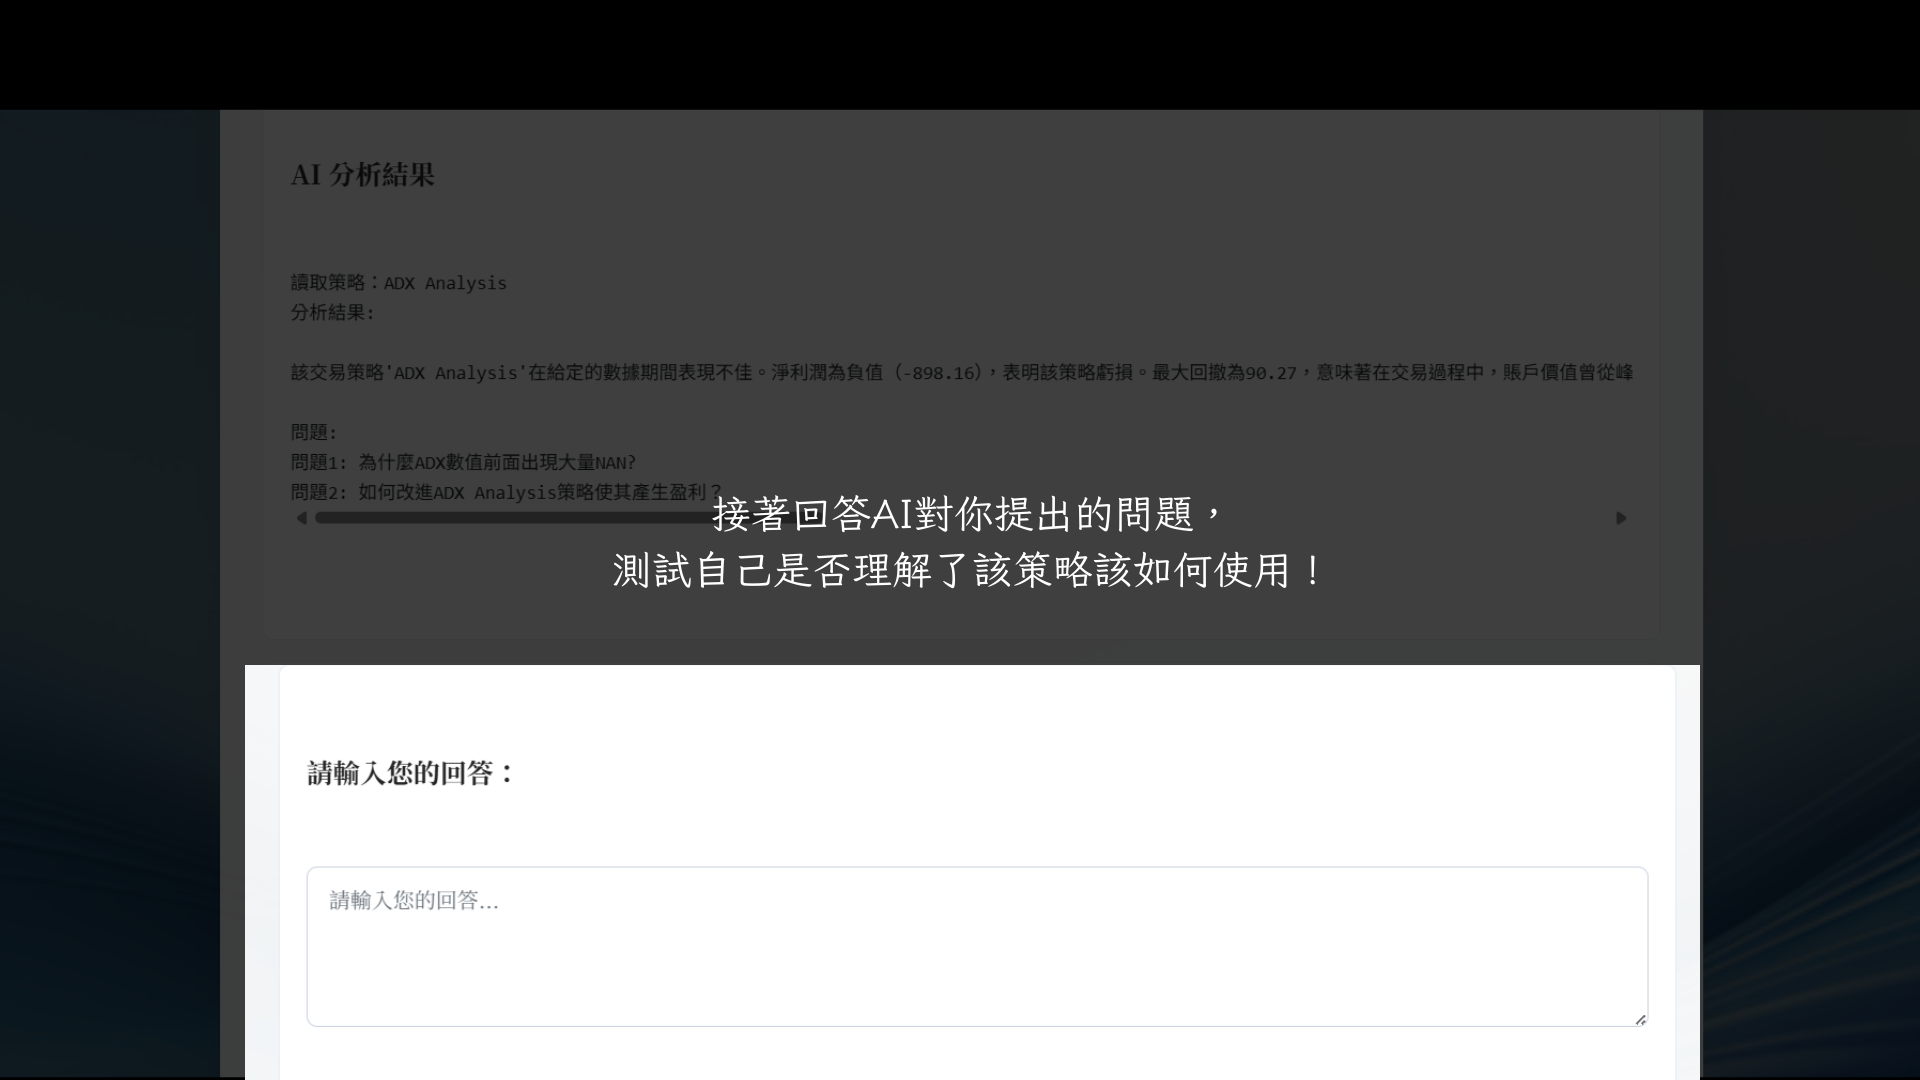 AI 分析結果
讀取策略：ADX Analysis
分析結果:
該交易策略'ADX Analysis'在給定的數據期間表現不佳。淨利潤為負值（-898.16），表明該策略虧損。最大回撤為90.27，意味著在交易過程中，賬戶價值曾從峰
問題:
問題1: 為什麼ADX數值前面出現大量NAN?
問題2: 如何改進ADX Analysis策略使其產生盈利？
接著回答AI對你提出的問題，
測試自己是否理解了該策略該如何使用！
請輸入您的回答：
請輸入您的回答...